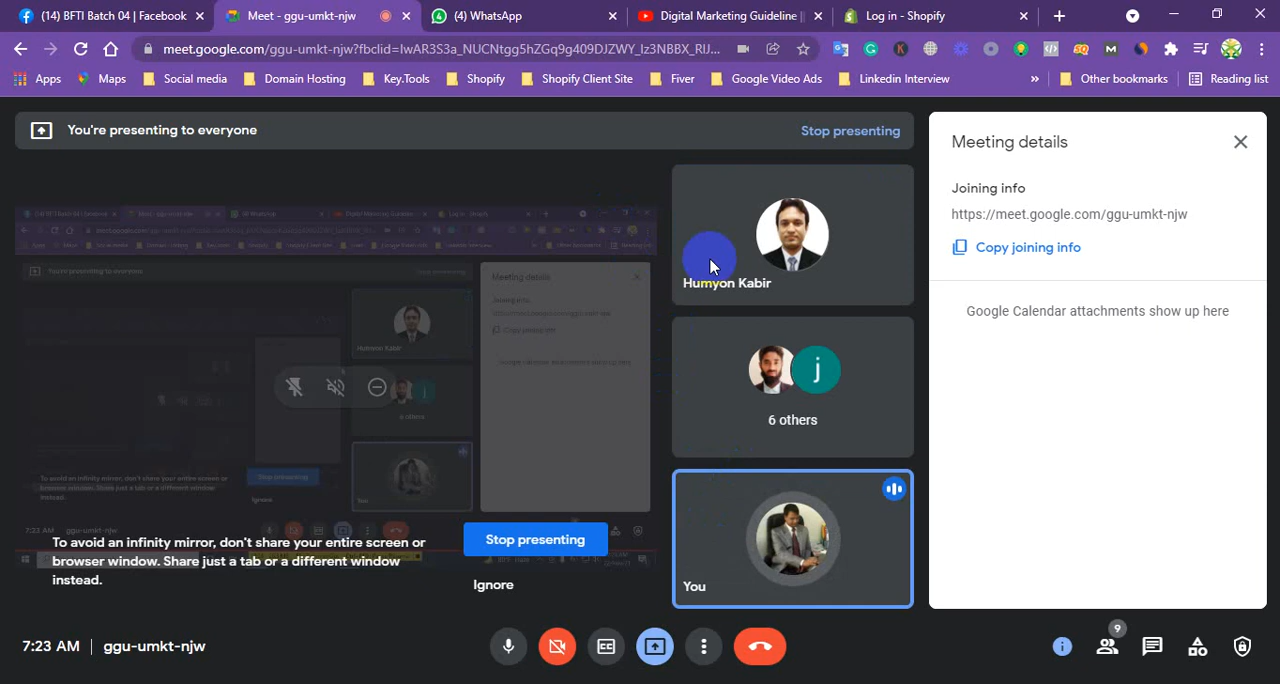 (14) BFTI Batch 04 | Facebook
Meet - ggu-umkt-njw
(4) WhatsApp
Digital Marketing Guideline ||
Log in - Shopify
meet.google.com/ggu-umkt-njw?fbclid=IwAR3S3a_NUCNtgg5hZGq9g409DJZWY_Iz3NBBX_RIJ...
Apps
Maps
Social media
Domain Hosting
Key.Tools
Shopify
Shopify Client Site
Fiver
Google Video Ads
Linkedin Interview
»
Other bookmarks
Reading list
You're presenting to everyone
Stop presenting
Humyon Kabir
j
6 others
You
To avoid an infinity mirror, don't share your entire screen or
browser window. Share just a tab or a different window
instead.
Stop presenting
Ignore
Meeting details
Joining info
https://meet.google.com/ggu-umkt-njw
Copy joining info
Google Calendar attachments show up here
7:23 AM | ggu-umkt-njw
CC
9